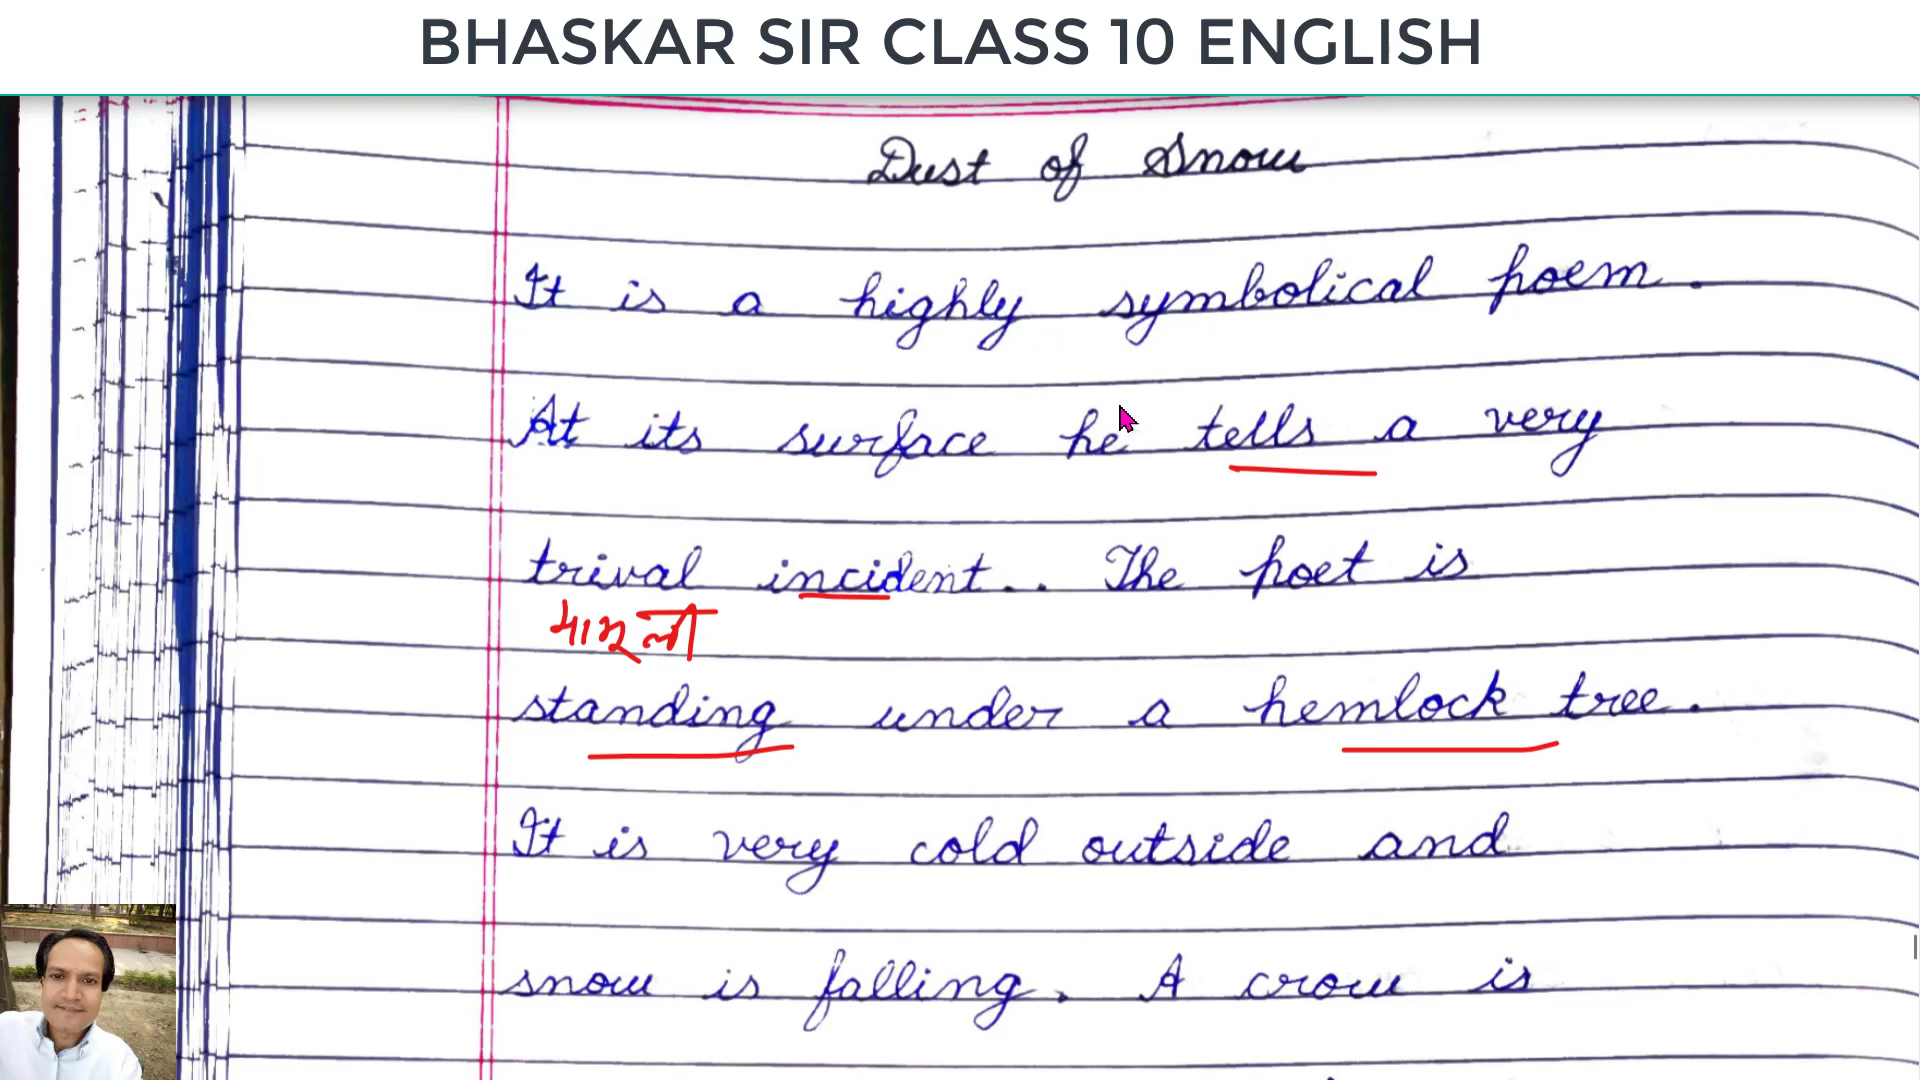 BHASKAR SIR CLASS 10 ENGLISH
Dust of Snow
It is a highly symbolical poem.
At its surface he tells a very
trival incident.. The poet is
मामूली
standing under a hemlock tree.
It is very cold outside and
snow is falling. A crow is